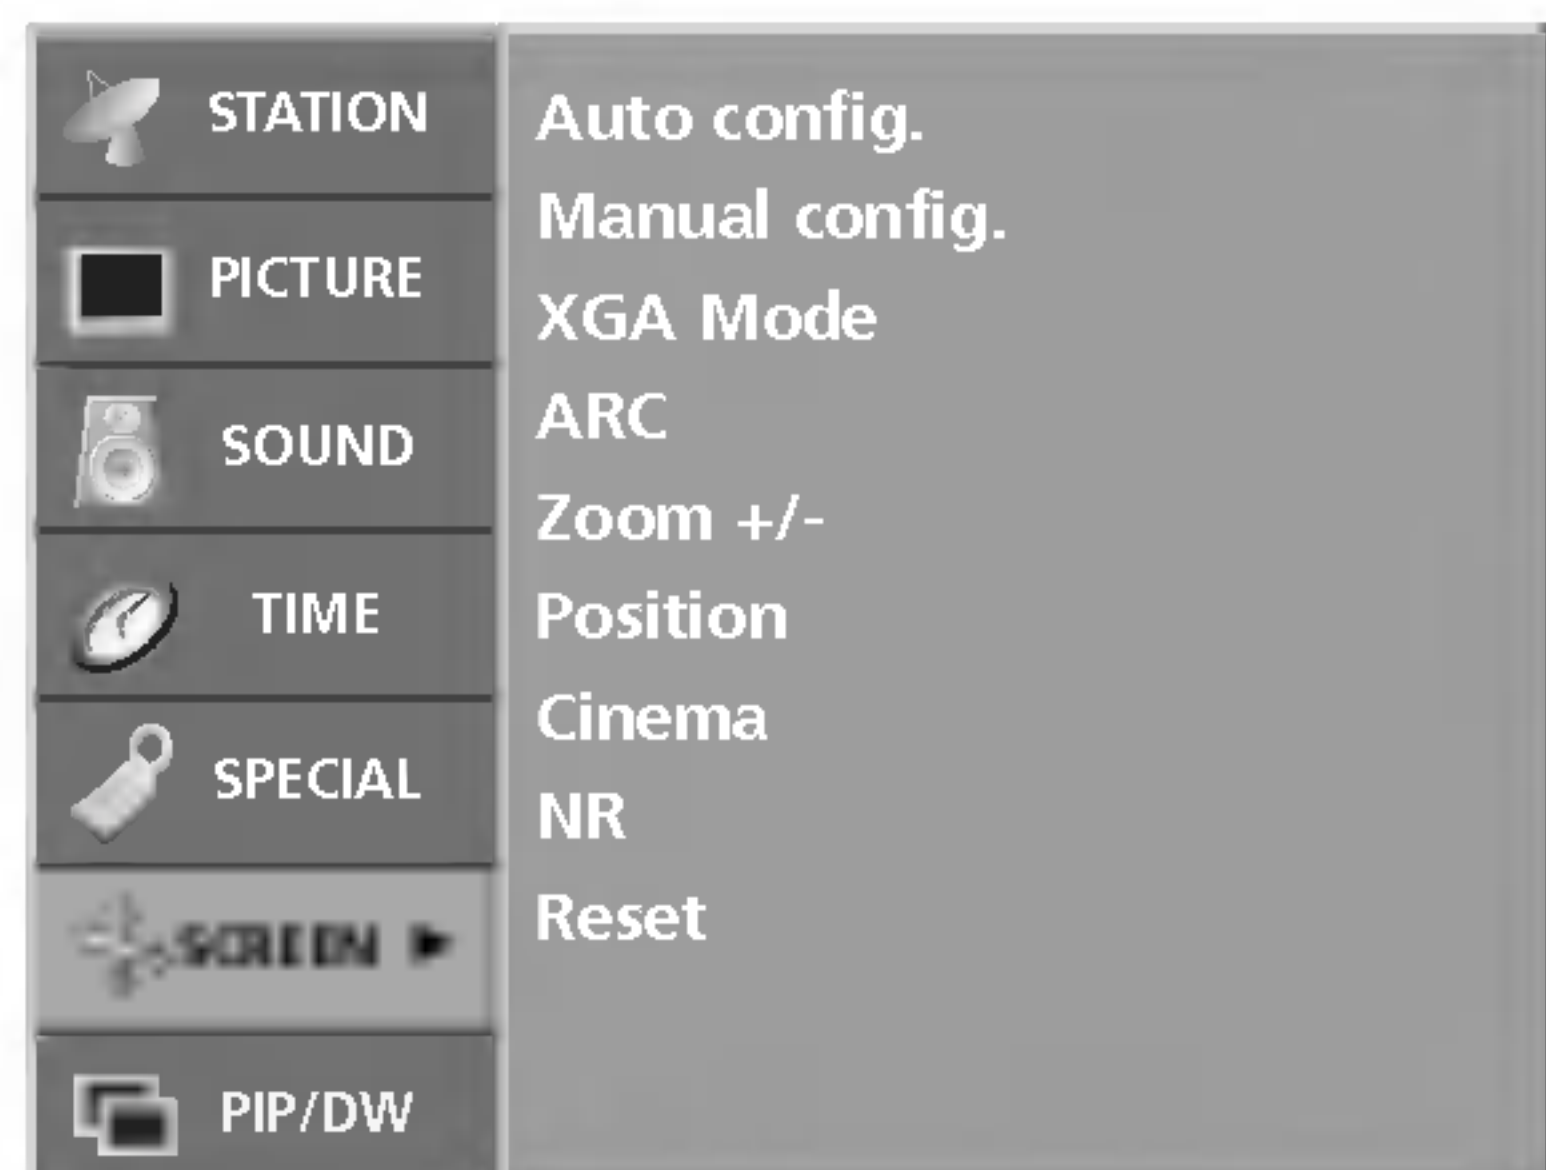 STATION
PICTURE
SOUND
TIME
SPECIAL
SCREEN ►
PIP/DW
Auto config.
Manual config.
XGA Mode
ARC
Zoom +/-
Position
Cinema
NR
Reset